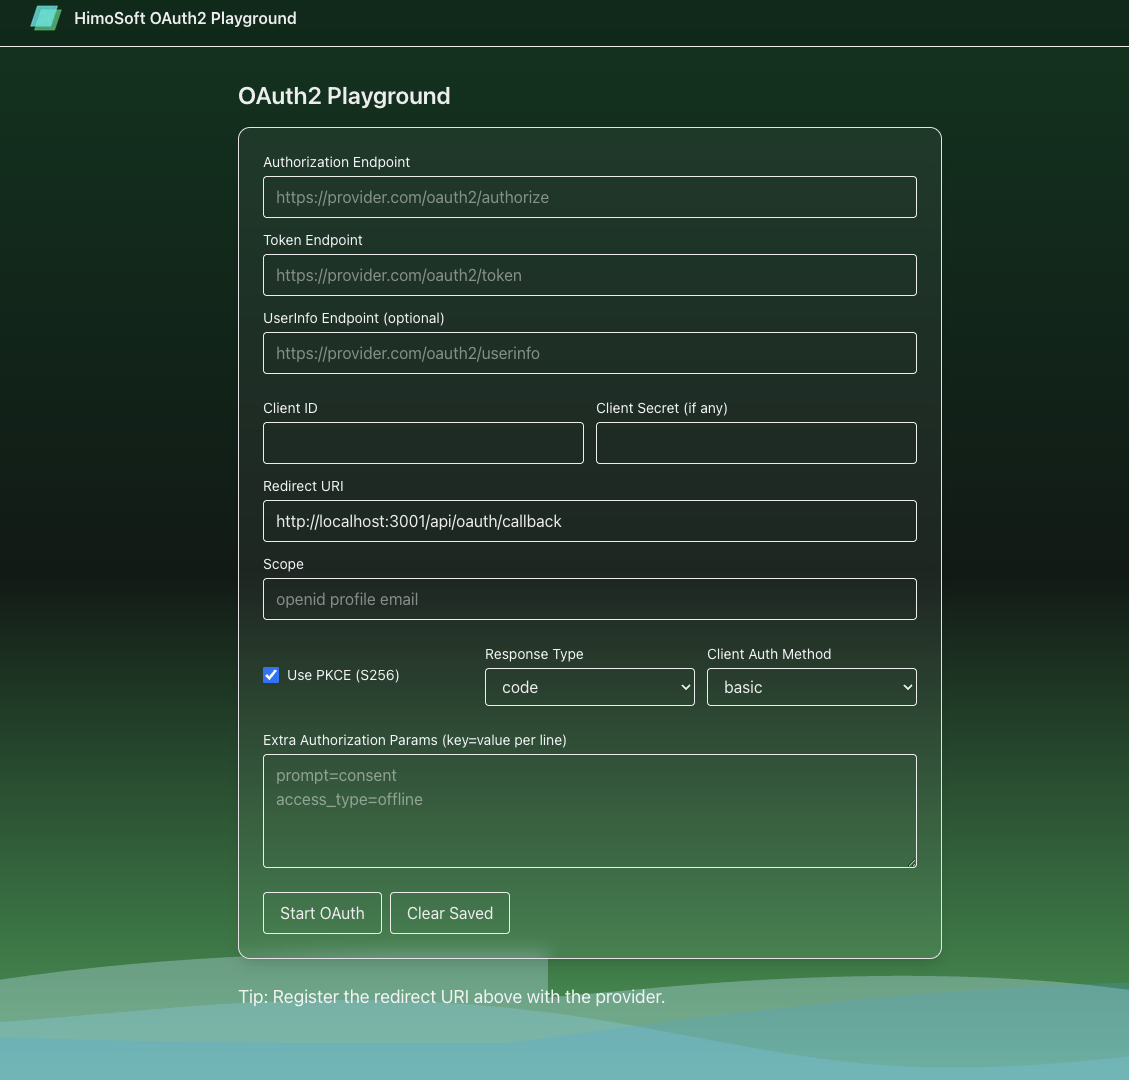 HimoSoft OAuth2 Playground
OAuth2 Playground
Authorization Endpoint
https://provider.com/oauth2/authorize
Token Endpoint
https://provider.com/oauth2/token
UserInfo Endpoint (optional)
https://provider.com/oauth2/userinfo
Client ID
Client Secret (if any)
Redirect URI
http://localhost:3001/api/oauth/callback
Scope
openid profile email
Use PKCE (S256)
Response Type
code
Client Auth Method
basic
Extra Authorization Params (key=value per line)
prompt=consent
access_type=offline
Start OAuth
Clear Saved
Tip: Register the redirect URI above with the provider.